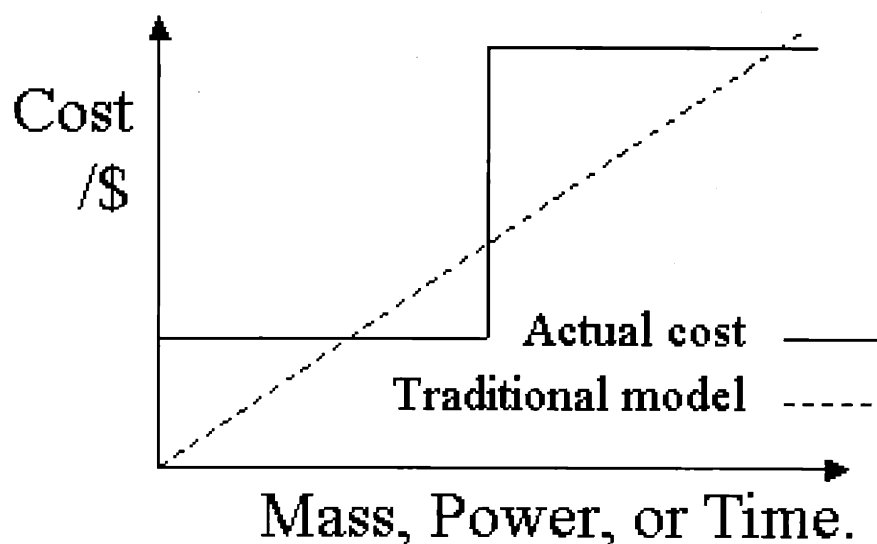 Cost
/$
Actual cost
Traditional model
Mass, Power, or Time.